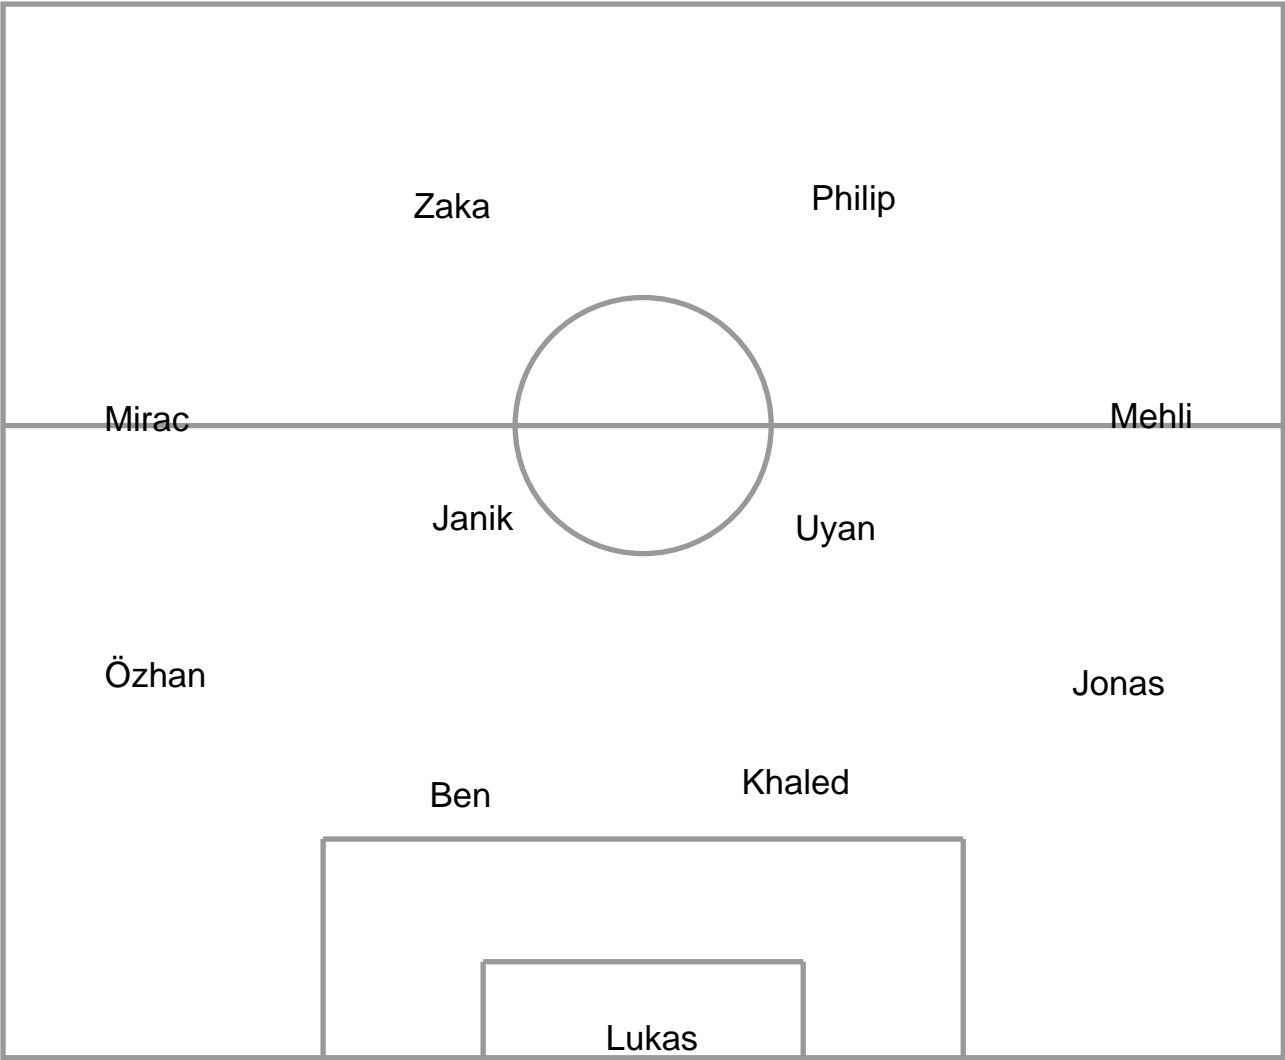 Zaka
Philip
Mirac
Mehli
Janik
Uyan
Özhan
Jonas
Ben
Khaled
Lukas